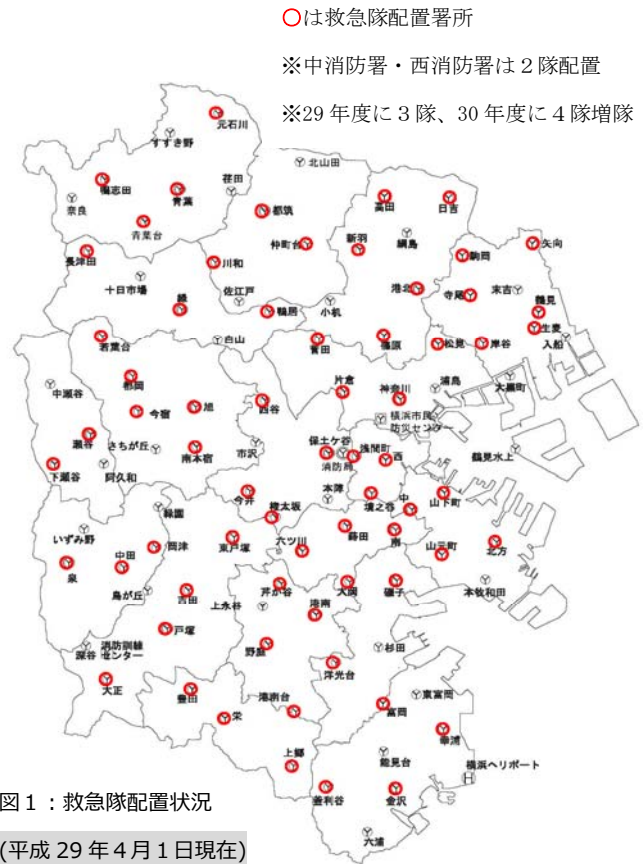 〇は救急隊配置署所
※中消防署・西消防署は２隊配置
※29 年度に３隊、30 年度に４隊増隊
元石川
すすき野
北山田
荏田
鴨志田
青葉
奈良
都筑
高田
日吉
青葉台
仲町台
新羽
綱島
矢向
駒岡
長津田
川和
十日市場
佐江戸
港北
寺尾
末吉
鶴見
緑
鴨居
小机
生麦
入船
若葉台
白山
菅田
篠原
松見
岸谷
都岡
中瀬谷
片倉
神奈川
浦島
大黒町
今宿
旭
西谷
横浜市民
防災センター
瀬谷
さちが丘
南本宿
市沢
保土ケ谷
消防局
浅間町
西
鶴見水上
下瀬谷
阿久和
今井
本陣
境之谷
中
山下町
緑園
権太坂
いずみ野
岡津
東戸塚
六ツ川
蒔田
南
山元町
北方
泉
中田
鳥が丘
吉田
上永谷
芹が谷
大岡
磯子
本牧和田
港南
戸塚
野庭
杉田
深谷
消防訓練
センター
洋光台
大正
豊田
港南台
東富岡
栄
富岡
幸浦
上郷
能見台
横浜ヘリポート
釜利谷
金沢
六浦
図１：救急隊配置状況
(平成 29 年４月１日現在)